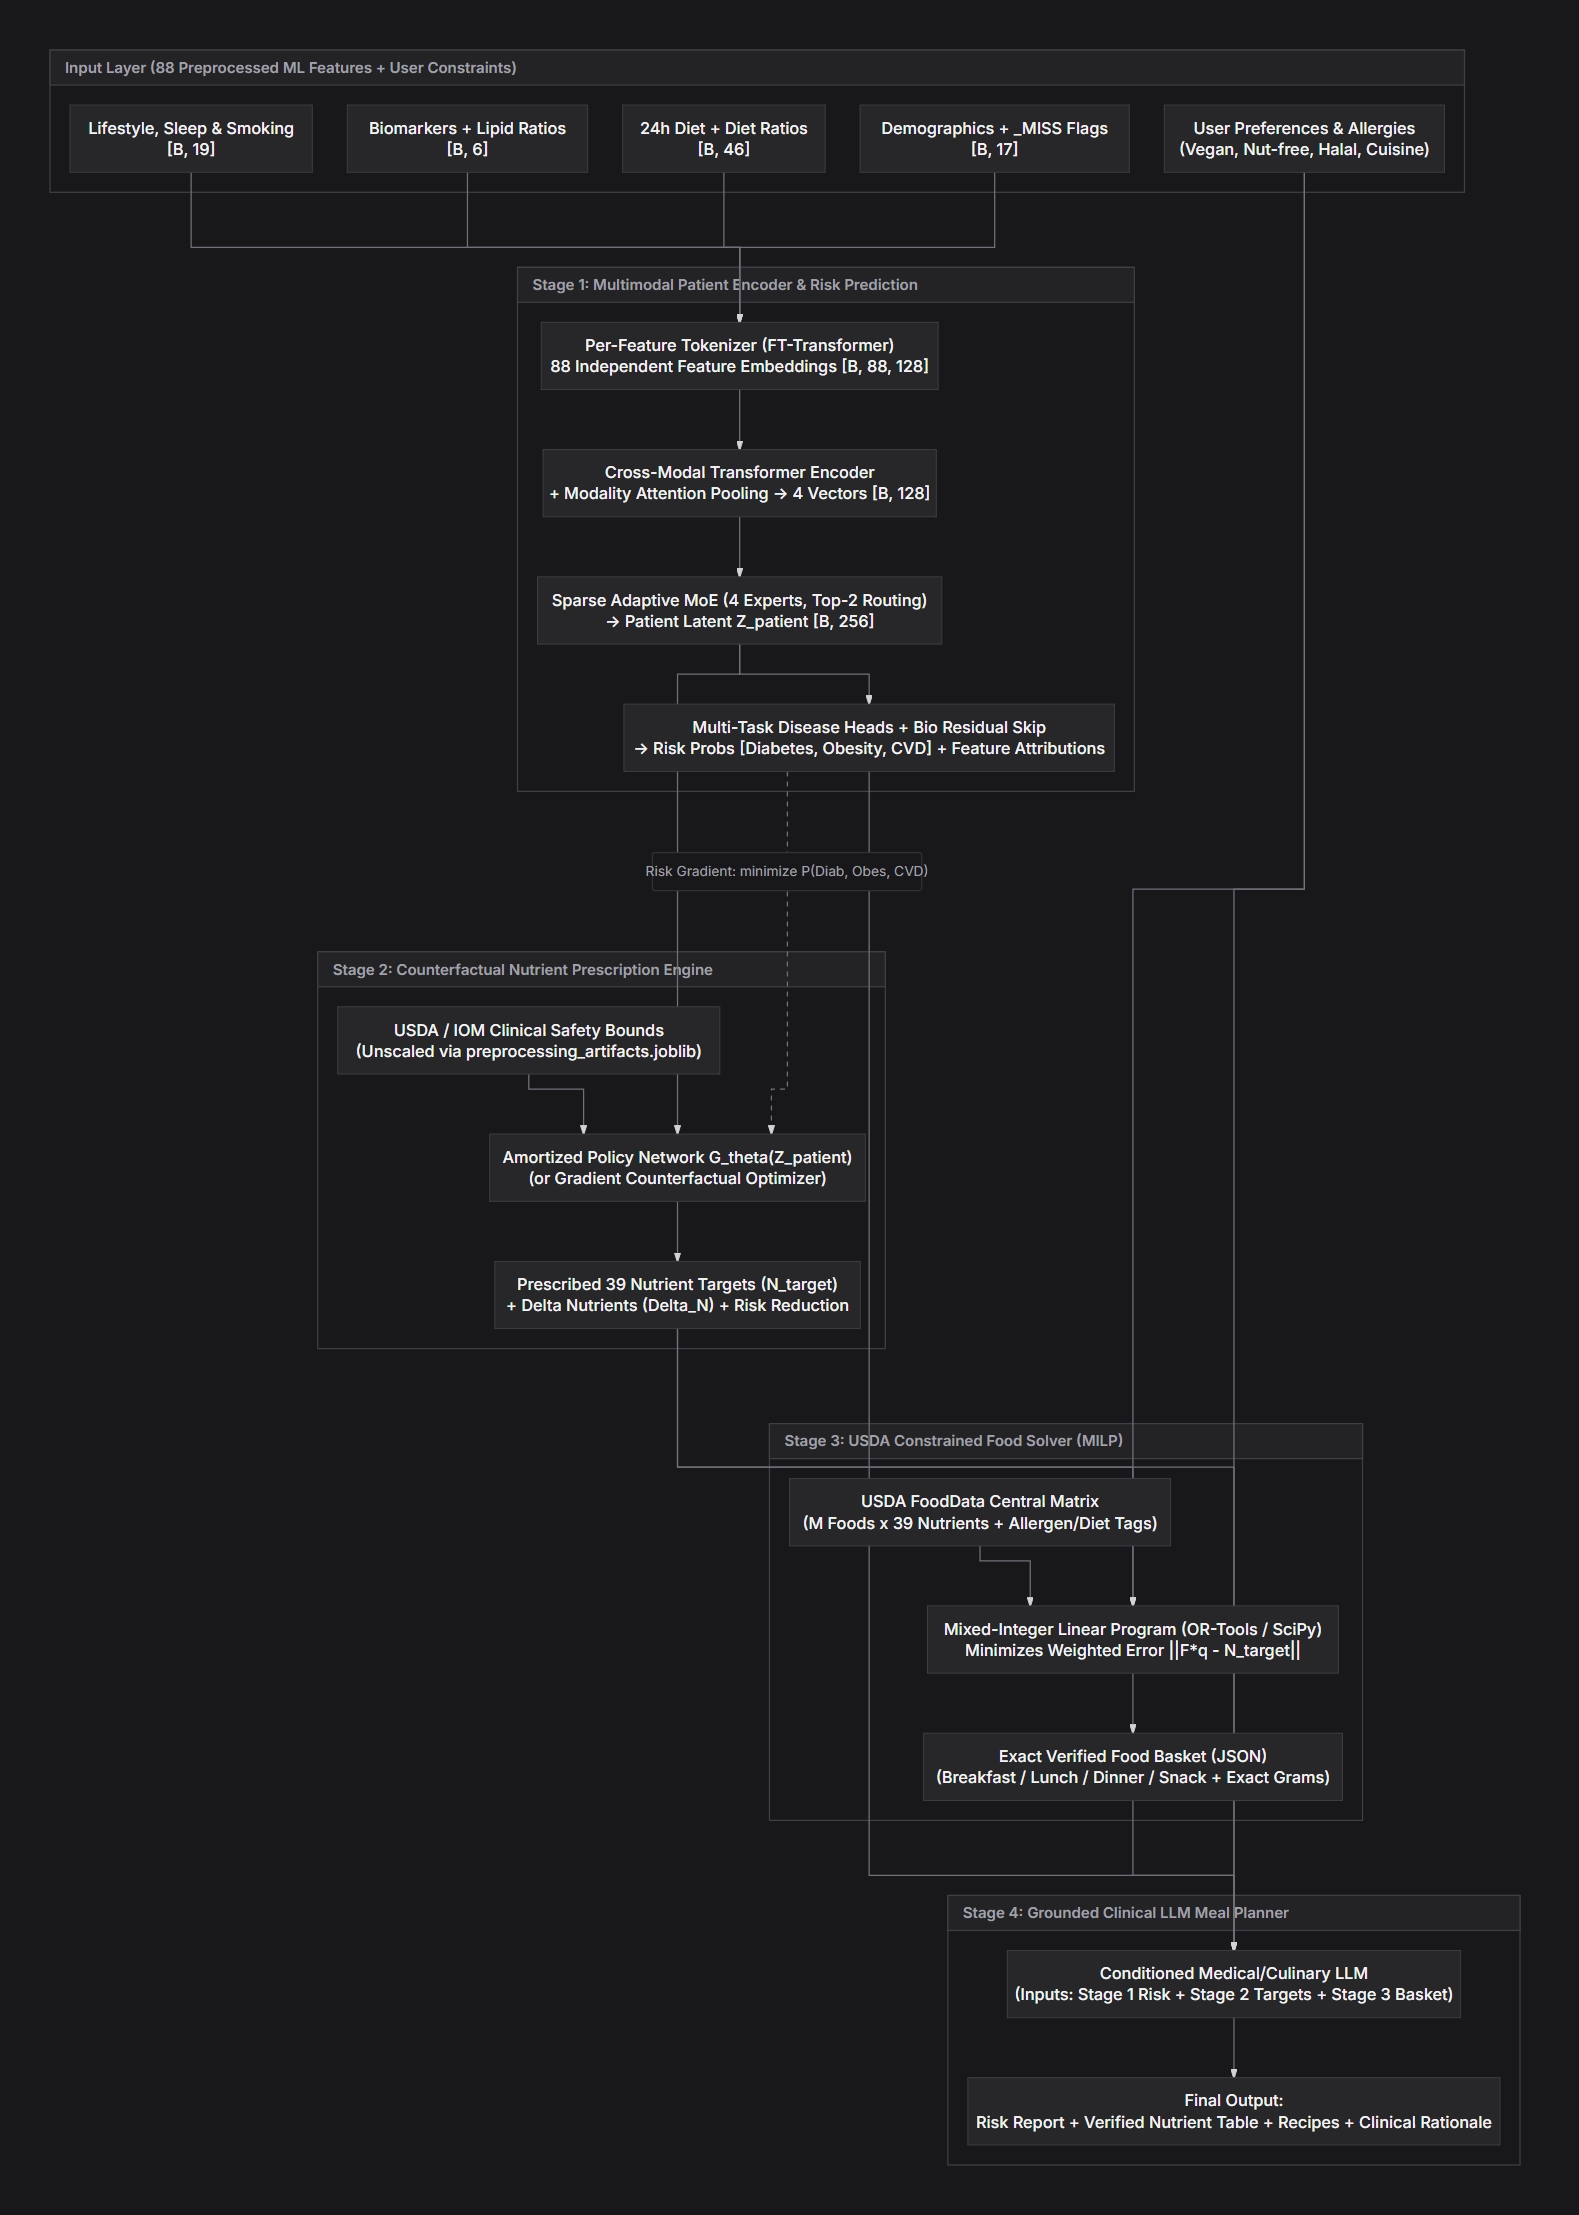 Input Layer (88 Preprocessed ML Features + User Constraints)
Lifestyle, Sleep & Smoking
[B, 19]
Biomarkers + Lipid Ratios
[B, 6]
24h Diet + Diet Ratios
[B, 46]
Demographics + _MISS Flags
[B, 17]
User Preferences & Allergies
(Vegan, Nut-free, Halal, Cuisine)
Stage 1: Multimodal Patient Encoder & Risk Prediction
Per-Feature Tokenizer (FT-Transformer)
88 Independent Feature Embeddings [B, 88, 128]
Cross-Modal Transformer Encoder
+ Modality Attention Pooling → 4 Vectors [B, 128]
Sparse Adaptive MoE (4 Experts, Top-2 Routing)
→ Patient Latent Z_patient [B, 256]
Multi-Task Disease Heads + Bio Residual Skip
→ Risk Probs [Diabetes, Obesity, CVD] + Feature Attributions
Risk Gradient: minimize P(Diab, Obes, CVD)
Stage 2: Counterfactual Nutrient Prescription Engine
USDA / IOM Clinical Safety Bounds
(Unscaled via preprocessing_artifacts.joblib)
Amortized Policy Network G_theta(Z_patient)
(or Gradient Counterfactual Optimizer)
Prescribed 39 Nutrient Targets (N_target)
+ Delta Nutrients (Delta_N) + Risk Reduction
Stage 3: USDA Constrained Food Solver (MILP)
USDA FoodData Central Matrix
(M Foods x 39 Nutrients + Allergen/Diet Tags)
Mixed-Integer Linear Program (OR-Tools / SciPy)
Minimizes Weighted Error ||F*q - N_target||
Exact Verified Food Basket (JSON)
(Breakfast / Lunch / Dinner / Snack + Exact Grams)
Stage 4: Grounded Clinical LLM Meal Planner
Conditioned Medical/Culinary LLM
(Inputs: Stage 1 Risk + Stage 2 Targets + Stage 3 Basket)
Final Output:
Risk Report + Verified Nutrient Table + Recipes + Clinical Rationale